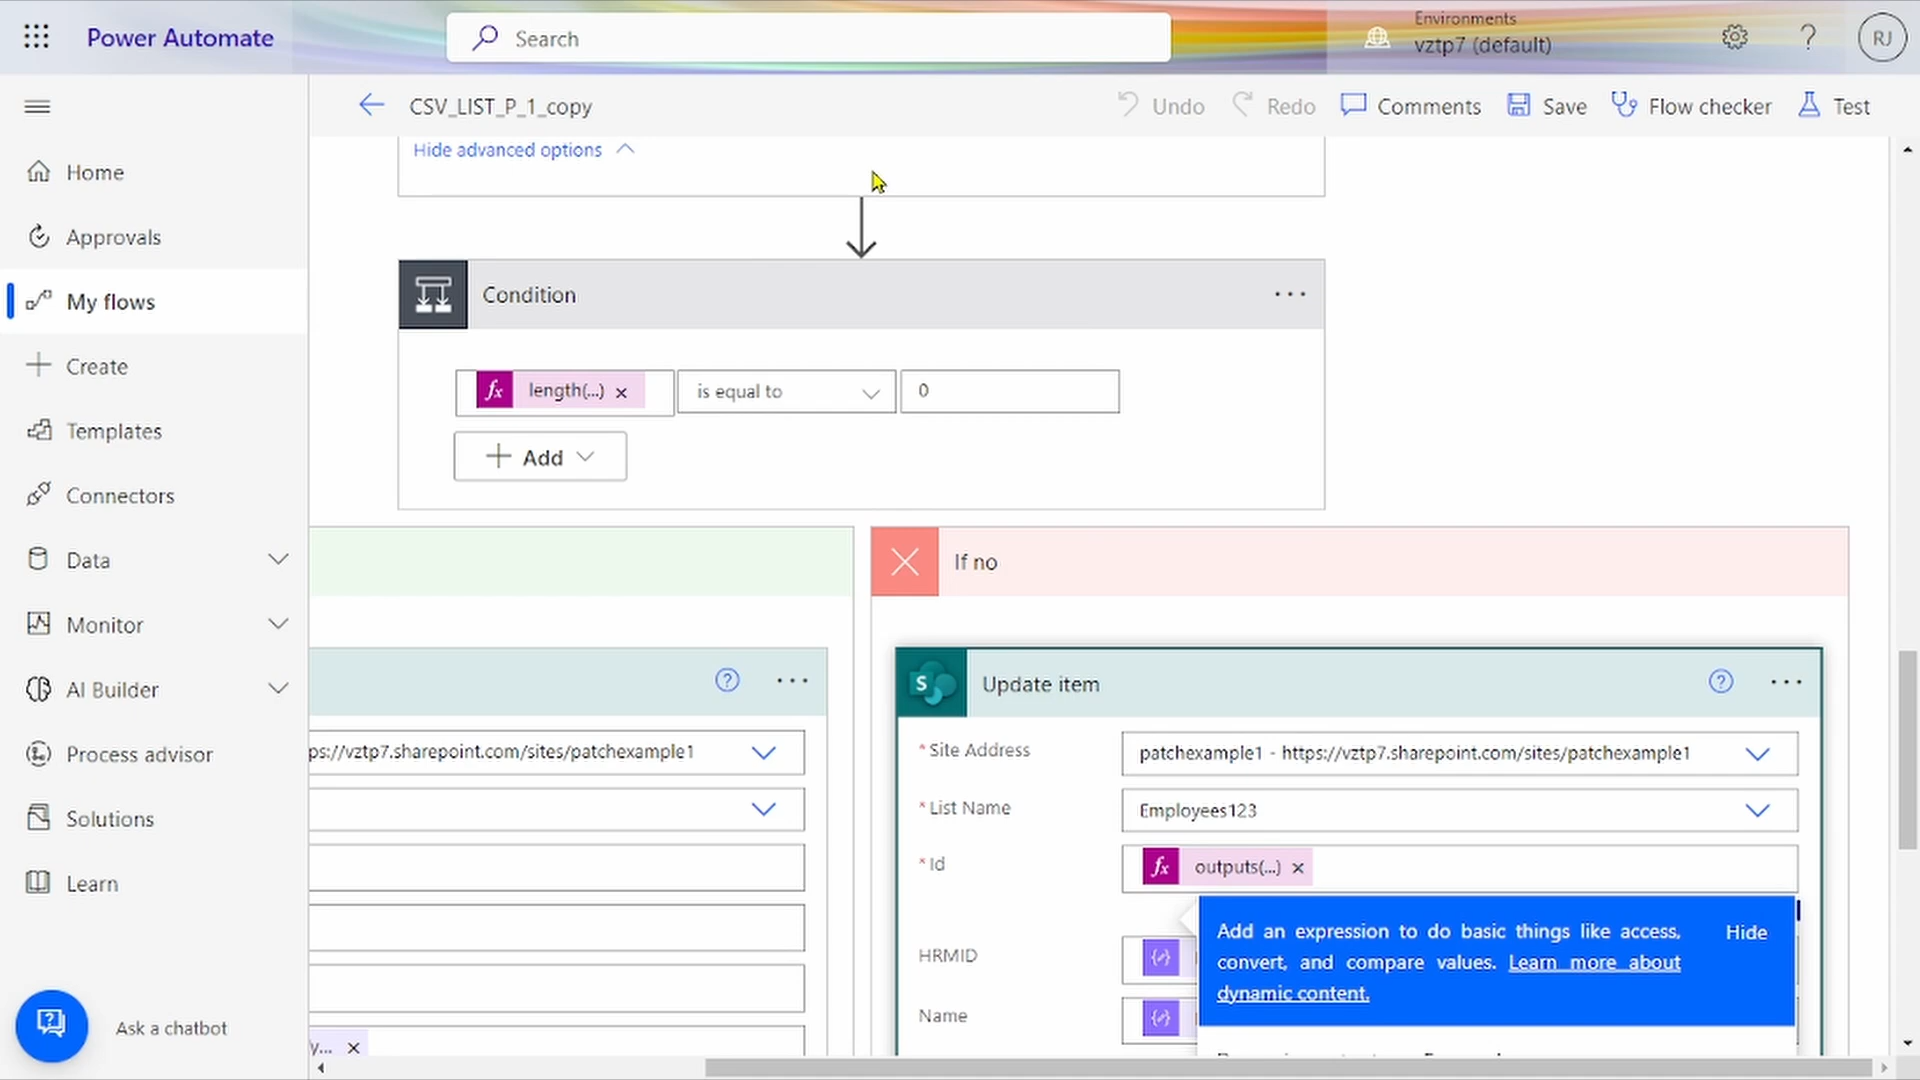 Power Automate
Search
Environments
vztp7 (default)
RJ
CSV_LIST_P_1_copy
Undo
Redo
Comments
Save
Flow checker
Test
Home
Approvals
My flows
Create
Templates
Connectors
Data
Monitor
AI Builder
Process advisor
Solutions
Learn
Ask a chatbot
Hide advanced options
Condition
fx length(...) ×
is equal to
0
+ Add
If no
ps://vztp7.sharepoint.com/sites/patchexample1
y... ×
Update item
* Site Address
patchexample1 - https://vztp7.sharepoint.com/sites/patchexample1
* List Name
Employees123
* Id
fx outputs(...) ×
HRMID
Name
Add an expression to do basic things like access,
convert, and compare values. Learn more about
dynamic content.
Hide